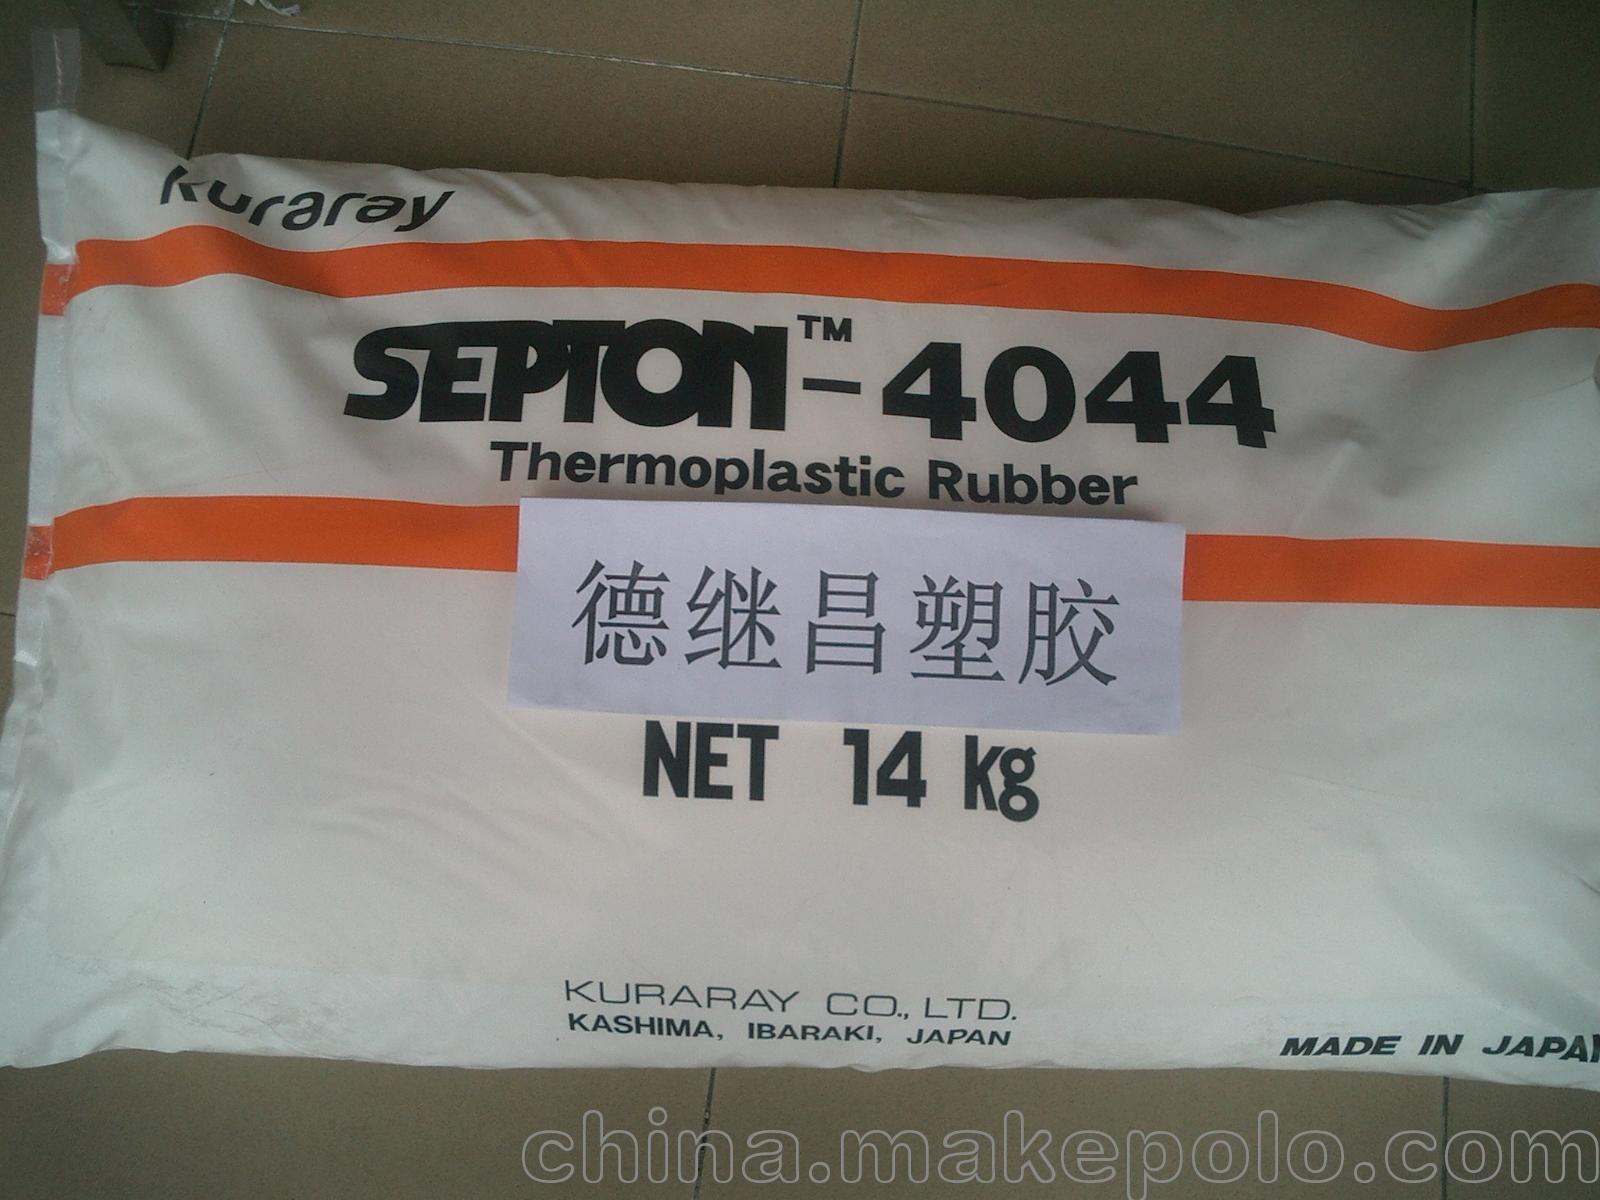 kuraray
SEPTON™-4044
Thermoplastic Rubber
德继昌塑胶
NET 14 kg
KURARAY CO., LTD.
KASHIMA, IBARAKI, JAPAN
MADE IN JAPAN
china.makepolo.com